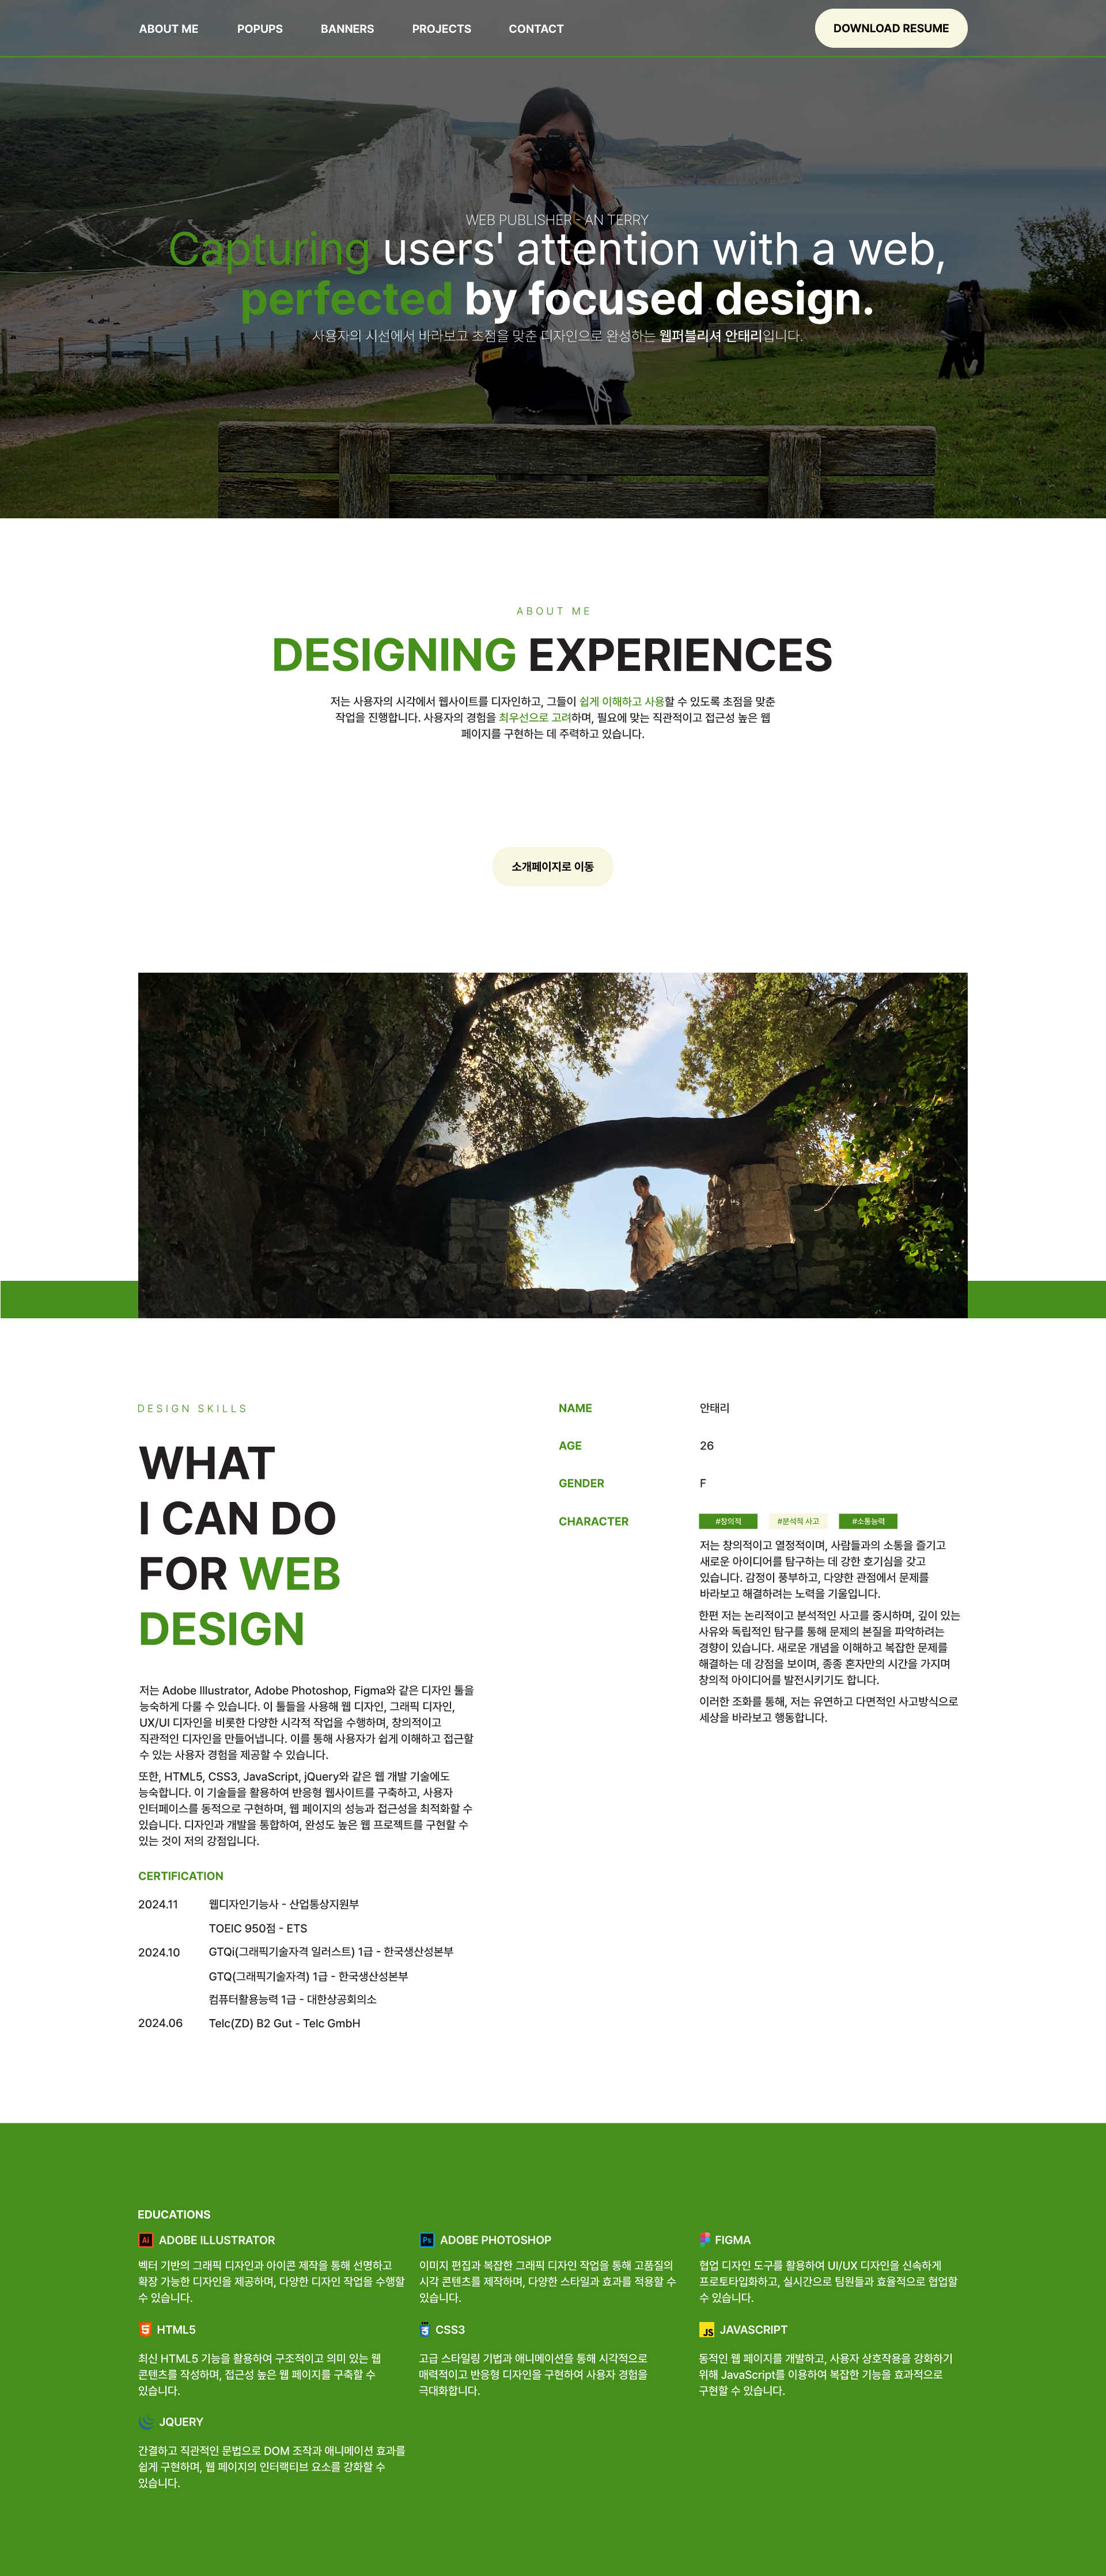 ABOUT ME
POPUPS
BANNERS
PROJECTS
CONTACT
DOWNLOAD RESUME
WEB PUBLISHER - AN TERRY
Capturing users' attention with a web,
perfected by focused design.
사용자의 시선에서 바라보고 초점을 맞춘 디자인으로 완성하는 웹퍼블리셔 안태리입니다.
ABOUT ME
DESIGNING EXPERIENCES
저는 사용자의 시각에서 웹사이트를 디자인하고, 그들이 쉽게 이해하고 사용할 수 있도록 초점을 맞춘
작업을 진행합니다. 사용자의 경험을 최우선으로 고려하며, 필요에 맞는 직관적이고 접근성 높은 웹
페이지를 구현하는 데 주력하고 있습니다.
소개페이지로 이동
DESIGN SKILLS
WHAT
I CAN DO
FOR WEB
DESIGN
저는 Adobe Illustrator, Adobe Photoshop, Figma와 같은 디자인 툴을
능숙하게 다룰 수 있습니다. 이 툴들을 사용해 웹 디자인, 그래픽 디자인,
UX/UI 디자인을 비롯한 다양한 시각적 작업을 수행하며, 창의적이고
직관적인 디자인을 만들어냅니다. 이를 통해 사용자가 쉽게 이해하고 접근할
수 있는 사용자 경험을 제공할 수 있습니다.
또한, HTML5, CSS3, JavaScript, jQuery와 같은 웹 개발 기술에도
능숙합니다. 이 기술들을 활용하여 반응형 웹사이트를 구축하고, 사용자
인터페이스를 동적으로 구현하며, 웹 페이지의 성능과 접근성을 최적화할 수
있습니다. 디자인과 개발을 통합하여, 완성도 높은 웹 프로젝트를 구현할 수
있는 것이 저의 강점입니다.
CERTIFICATION
2024.11 웹디자인기능사 - 산업통상지원부
TOEIC 950점 - ETS
2024.10 GTQi(그래픽기술자격 일러스트) 1급 - 한국생산성본부
GTQ(그래픽기술자격) 1급 - 한국생산성본부
컴퓨터활용능력 1급 - 대한상공회의소
2024.06 Telc(ZD) B2 Gut - Telc GmbH
NAME 안태리
AGE 26
GENDER F
CHARACTER #창의적 #분석적 사고 #소통능력
저는 창의적이고 열정적이며, 사람들과의 소통을 즐기고
새로운 아이디어를 탐구하는 데 강한 호기심을 갖고
있습니다. 감정이 풍부하고, 다양한 관점에서 문제를
바라보고 해결하려는 노력을 기울입니다.
한편 저는 논리적이고 분석적인 사고를 중시하며, 깊이 있는
사유와 독립적인 탐구를 통해 문제의 본질을 파악하려는
경향이 있습니다. 새로운 개념을 이해하고 복잡한 문제를
해결하는 데 강점을 보이며, 종종 혼자만의 시간을 가지며
창의적 아이디어를 발전시키기도 합니다.
이러한 조화를 통해, 저는 유연하고 다면적인 사고방식으로
세상을 바라보고 행동합니다.
EDUCATIONS
Ai ADOBE ILLUSTRATOR
벡터 기반의 그래픽 디자인과 아이콘 제작을 통해 선명하고
확장 가능한 디자인을 제공하며, 다양한 디자인 작업을 수행할
수 있습니다.
Ps ADOBE PHOTOSHOP
이미지 편집과 복잡한 그래픽 디자인 작업을 통해 고품질의
시각 콘텐츠를 제작하며, 다양한 스타일과 효과를 적용할 수
있습니다.
FIGMA
협업 디자인 도구를 활용하여 UI/UX 디자인을 신속하게
프로토타입화하고, 실시간으로 팀원들과 효율적으로 협업할
수 있습니다.
5 HTML5
최신 HTML5 기능을 활용하여 구조적이고 의미 있는 웹
콘텐츠를 작성하며, 접근성 높은 웹 페이지를 구축할 수
있습니다.
CSS3
고급 스타일링 기법과 애니메이션을 통해 시각적으로
매력적이고 반응형 디자인을 구현하여 사용자 경험을
극대화합니다.
JS JAVASCRIPT
동적인 웹 페이지를 개발하고, 사용자 상호작용을 강화하기
위해 JavaScript를 이용하여 복잡한 기능을 효과적으로
구현할 수 있습니다.
JQUERY
간결하고 직관적인 문법으로 DOM 조작과 애니메이션 효과를
쉽게 구현하며, 웹 페이지의 인터랙티브 요소를 강화할 수
있습니다.